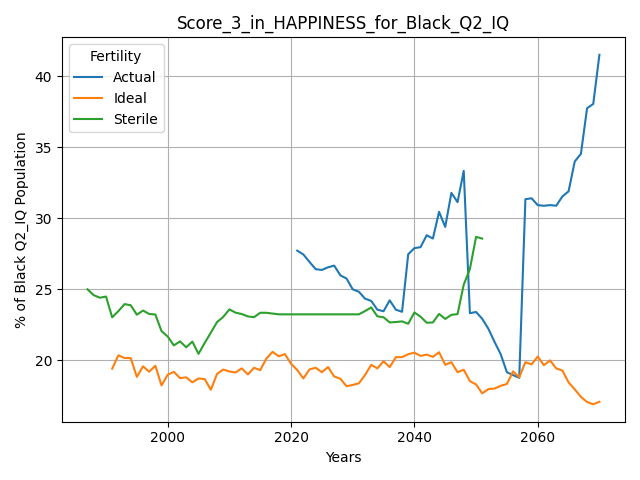 Score_3_in_HAPPINESS_for_Black_Q2_IQ
Fertility
Actual
Ideal
Sterile
% of Black Q2_IQ Population
40
35
30
25
20
2000
2020
2040
2060
Years